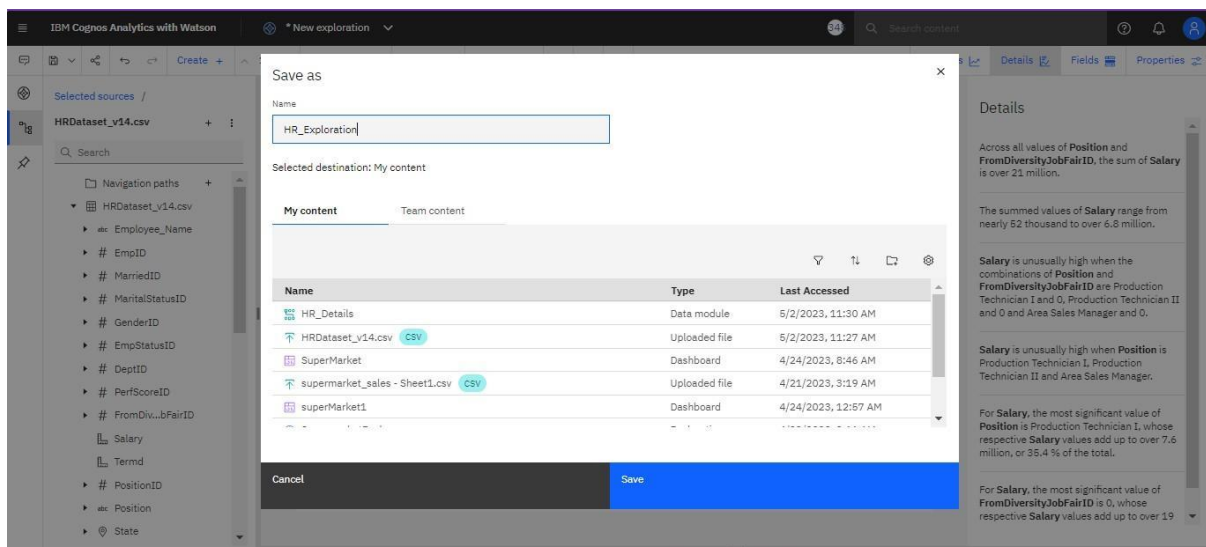 IBM Cognos Analytics with Watson
* New exploration
Search content
Create +
Details
Fields
Properties
Selected sources /
HRDataset_v14.csv
Search
Navigation paths
HRDataset_v14.csv
abc Employee_Name
# EmpID
# MarriedID
# MaritalStatusID
# GenderID
# EmpStatusID
# DeptID
# PerfScoreID
# FromDiv...bFairID
Salary
Termd
# PositionID
abc Position
State
Save as
Name
HR_Exploration
Selected destination: My content
My content Team content
Name Type Last Accessed
HR_Details Data module 5/2/2023, 11:30 AM
HRDataset_v14.csv CSV Uploaded file 5/2/2023, 11:27 AM
SuperMarket Dashboard 4/24/2023, 8:46 AM
supermarket_sales - Sheet1.csv CSV Uploaded file 4/21/2023, 3:19 AM
superMarket1 Dashboard 4/24/2023, 12:57 AM
Cancel
Save
Details
Across all values of Position and
FromDiversityJobFairID, the sum of Salary
is over 21 million.
The summed values of Salary range from
nearly 52 thousand to over 6.8 million.
Salary is unusually high when the
combinations of Position and
FromDiversityJobFairID are Production
Technician I and 0, Production Technician II
and 0 and Area Sales Manager and 0.
Salary is unusually high when Position is
Production Technician I, Production
Technician II and Area Sales Manager.
For Salary, the most significant value of
Position is Production Technician I, whose
respective Salary values add up to over 7.6
million, or 35.4 % of the total.
For Salary, the most significant value of
FromDiversityJobFairID is 0, whose
respective Salary values add up to over 19